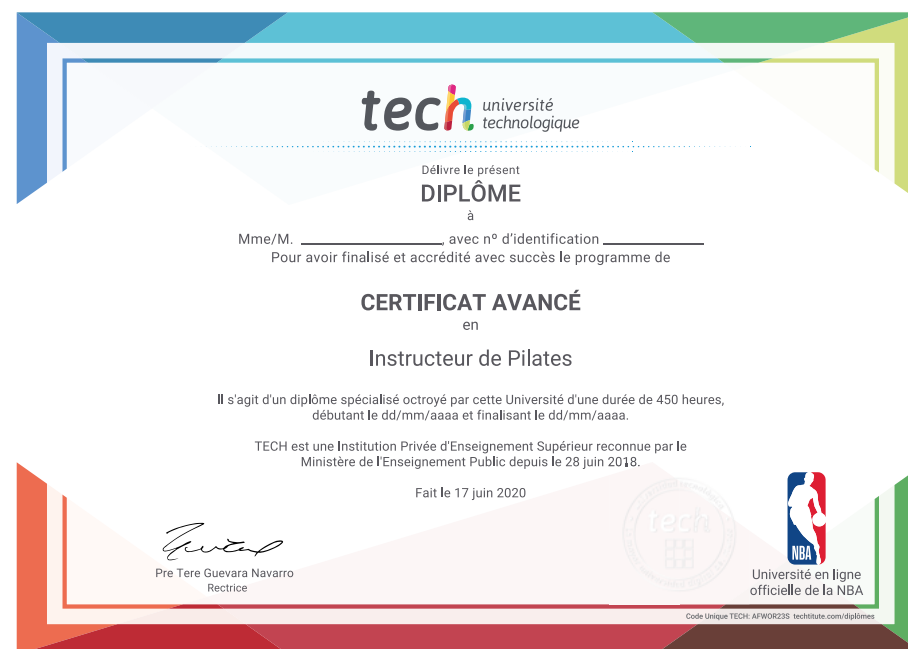 tech université
technologique
Délivre le présent
DIPLÔME
à
Mme/M. ____________________, avec nº d'identification ______________
Pour avoir finalisé et accrédité avec succès le programme de
CERTIFICAT AVANCÉ
en
Instructeur de Pilates
Il s'agit d'un diplôme spécialisé octroyé par cette Université d'une durée de 450 heures,
débutant le dd/mm/aaaa et finalisant le dd/mm/aaaa.
TECH est une Institution Privée d'Enseignement Supérieur reconnue par le
Ministère de l'Enseignement Public depuis le 28 juin 2018.
Fait le 17 juin 2020
tech
Pre Tere Guevara Navarro
Rectrice
NBA
Université en ligne
officielle de la NBA
Code Unique TECH: AFWOR23S techtitute.com/diplômes